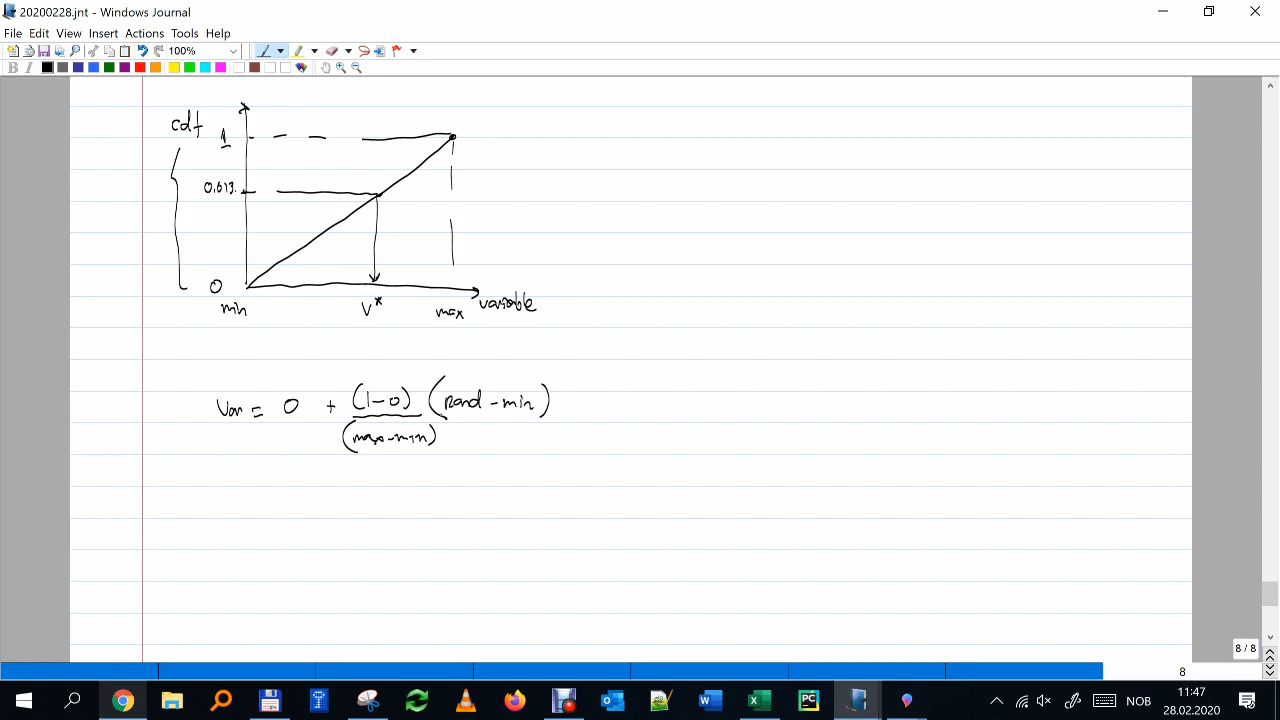 20200228.jnt - Windows Journal
File Edit View Insert Actions Tools Help
100%
B I
cdf
1
0.613.
0
min
V*
max
variable
Var = 0 + (1-0) (Rand - min)
(max-min)
8 / 8
8
NOB
11:47
28.02.2020